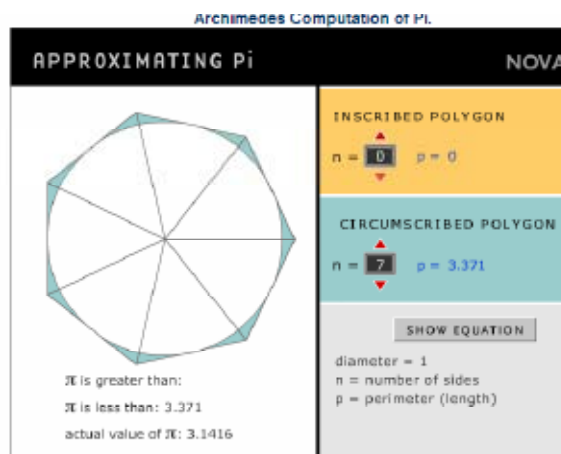 Archimedes Computation of Pi.
APPROXIMATING Pi
NOVA
INSCRIBED POLYGON
n = 0 p = 0
CIRCUMSCRIBED POLYGON
n = 7 p = 3.371
SHOW EQUATION
diameter = 1
n = number of sides
p = perimeter (length)
π is greater than:
π is less than: 3.371
actual value of π: 3.1416